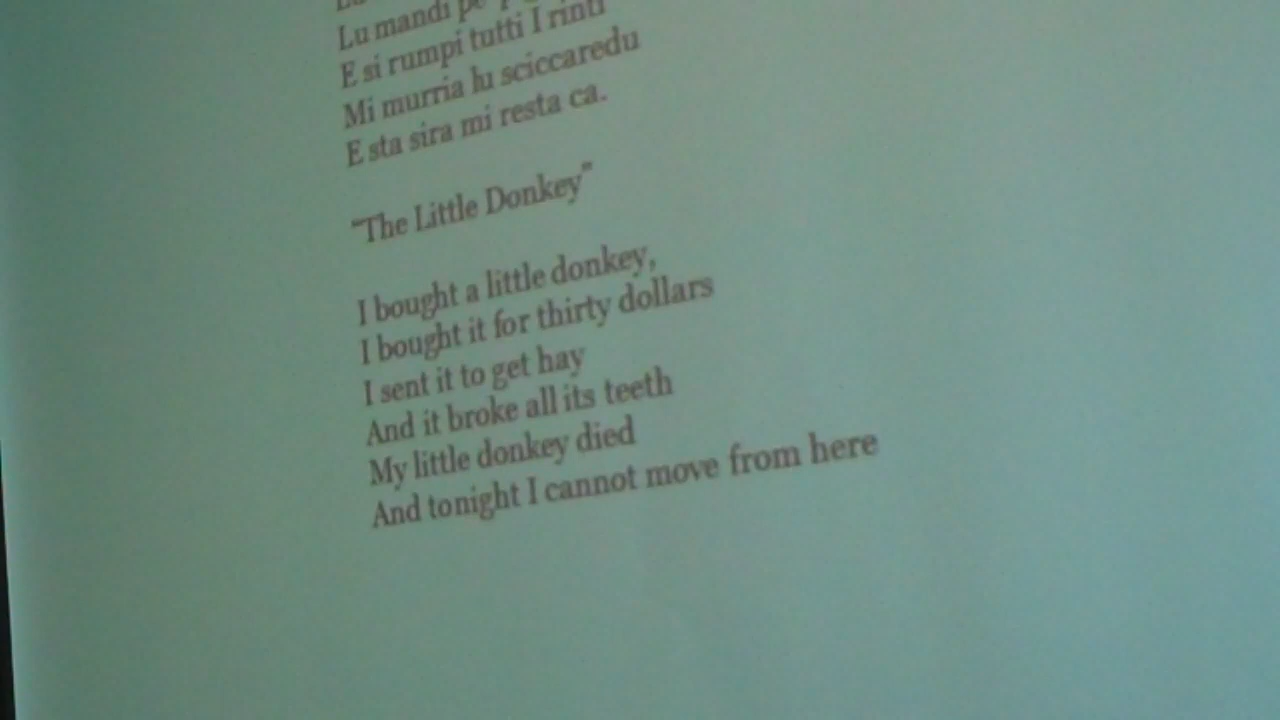 Lu mandi pe
E si rumpi tutti I rinti
Mi murria lu sciccaredu
E sta sira mi resta ca.
"The Little Donkey"
I bought a little donkey,
I bought it for thirty dollars
I sent it to get hay
And it broke all its teeth
My little donkey died
And tonight I cannot move from here